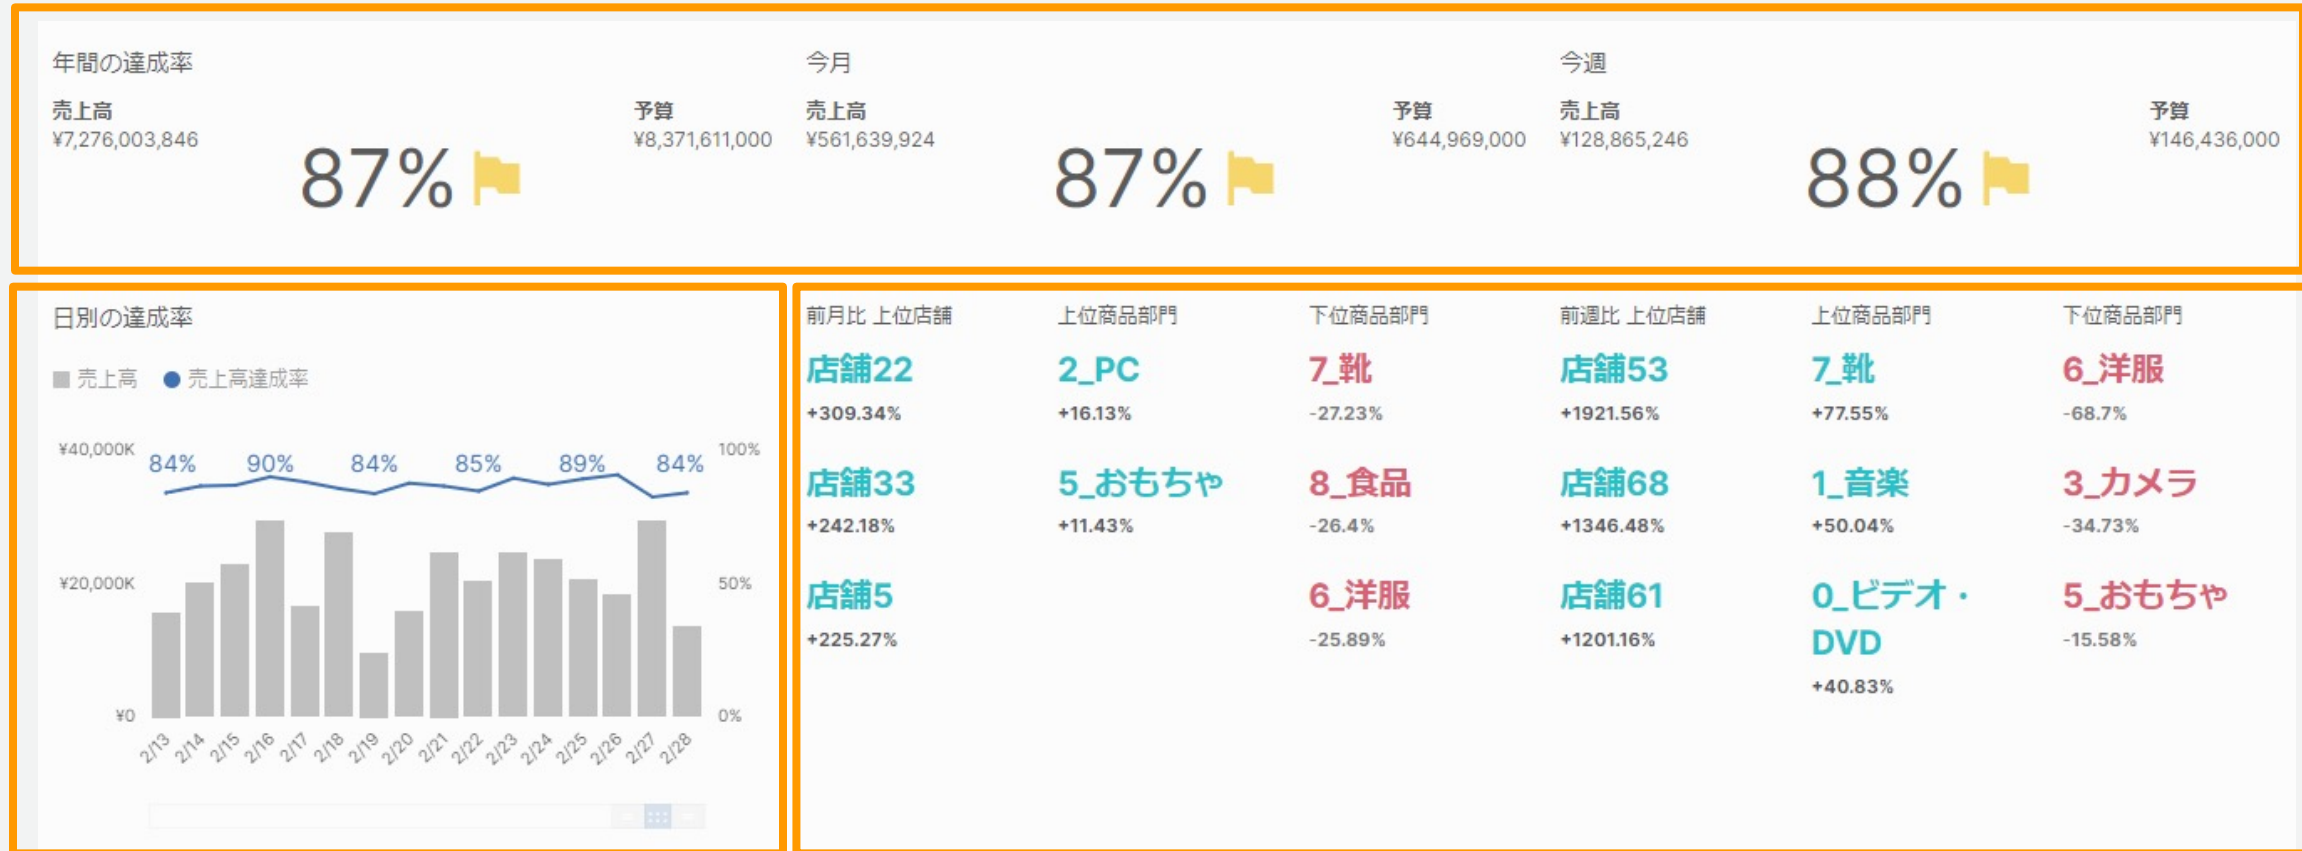 年間の達成率
売上高
¥7,276,003,846
87%
予算
¥8,371,611,000
今月
売上高
¥561,639,924
87%
予算
¥644,969,000
今週
売上高
¥128,865,246
88%
予算
¥146,436,000
日別の達成率
売上高 売上高達成率
¥40,000K 84% 90% 84% 85% 89% 84% 100%
¥20,000K 50%
¥0 0%
2/13 2/14 2/15 2/16 2/17 2/18 2/19 2/20 2/21 2/22 2/23 2/24 2/25 2/26 2/27 2/28
前月比 上位店舗
店舗22
+309.34%
店舗33
+242.18%
店舗5
+225.27%
上位商品部門
2_PC
+16.13%
5_おもちゃ
+11.43%
下位商品部門
7_靴
-27.23%
8_食品
-26.4%
6_洋服
-25.89%
前週比 上位店舗
店舗53
+1921.56%
店舗68
+1346.48%
店舗61
+1201.16%
上位商品部門
7_靴
+77.55%
1_音楽
+50.04%
0_ビデオ・
DVD
+40.83%
下位商品部門
6_洋服
-68.7%
3_カメラ
-34.73%
5_おもちゃ
-15.58%